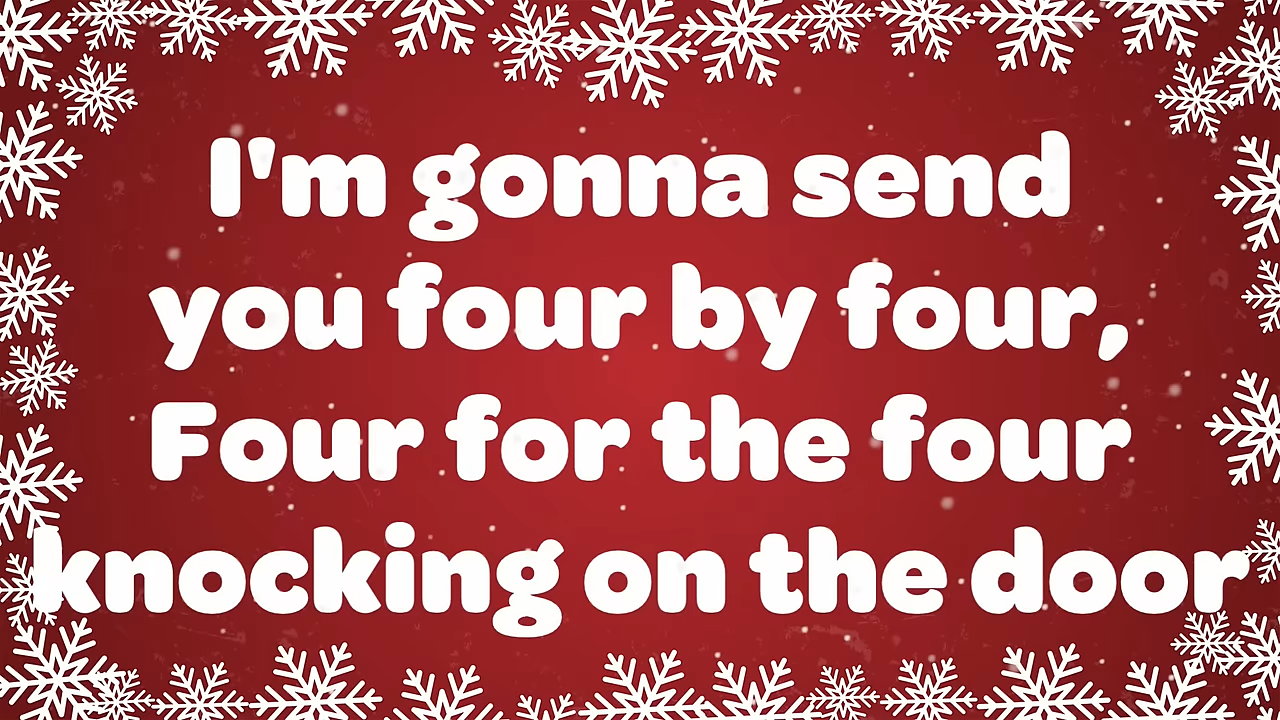 I'm gonna send
you four by four,
Four for the four
knocking on the door